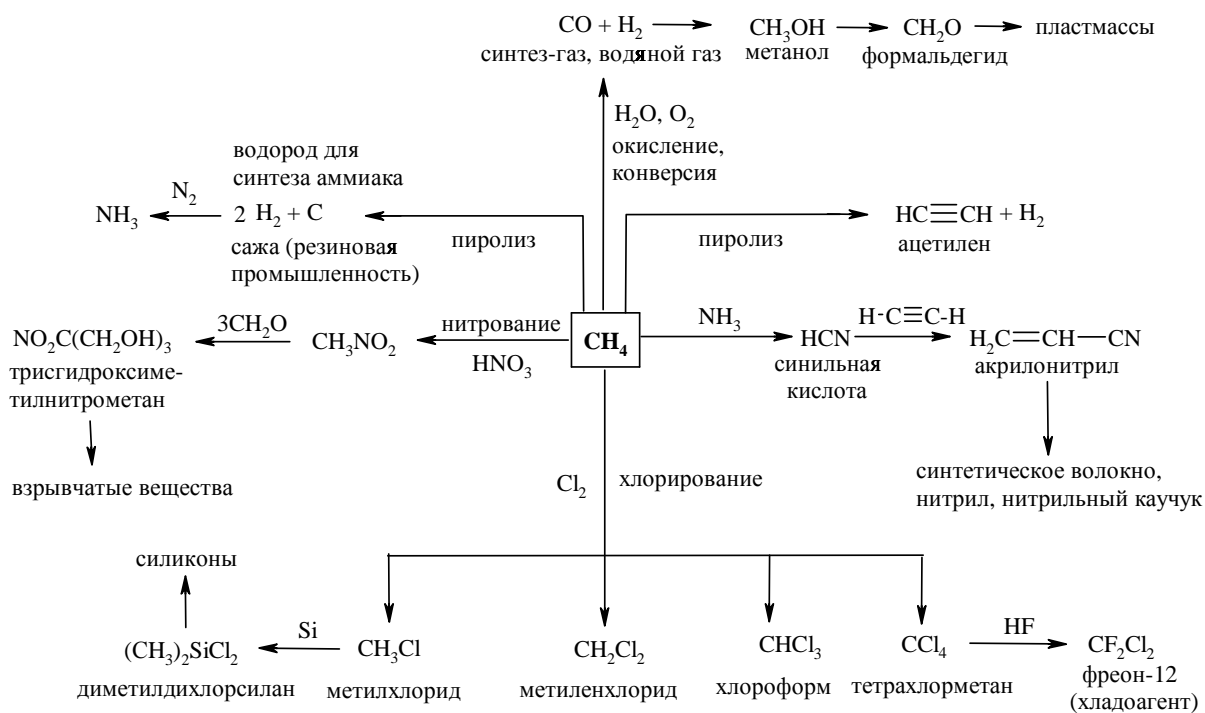 CO + H2
CH3OH
CH2O
пластмассы
синтез-газ, водяной газ
метанол
формальдегид
H2O, O2
окисление,
конверсия
водород для
синтеза аммиака
N2
NH3
2 H2 + C
сажа (резиновая
промышленность)
пиролиз
пиролиз
HC≡CH + H2
ацетилен
NO2C(CH2OH)3
трисгидроксиме-
тилнитрометан
3CH2O
CH3NO2
нитрование
HNO3
CH4
NH3
HCN
синильная
кислота
H-C≡C-H
H2C=CH-CN
акрилонитрил
взрывчатые вещества
синтетическое волокно,
нитрил, нитрильный каучук
Cl2
хлорирование
силиконы
(CH3)2SiCl2
диметилдихлорсилан
Si
CH3Cl
метилхлорид
CH2Cl2
метиленхлорид
CHCl3
хлороформ
CCl4
тетрахлорметан
HF
CF2Cl2
фреон-12
(хладоагент)